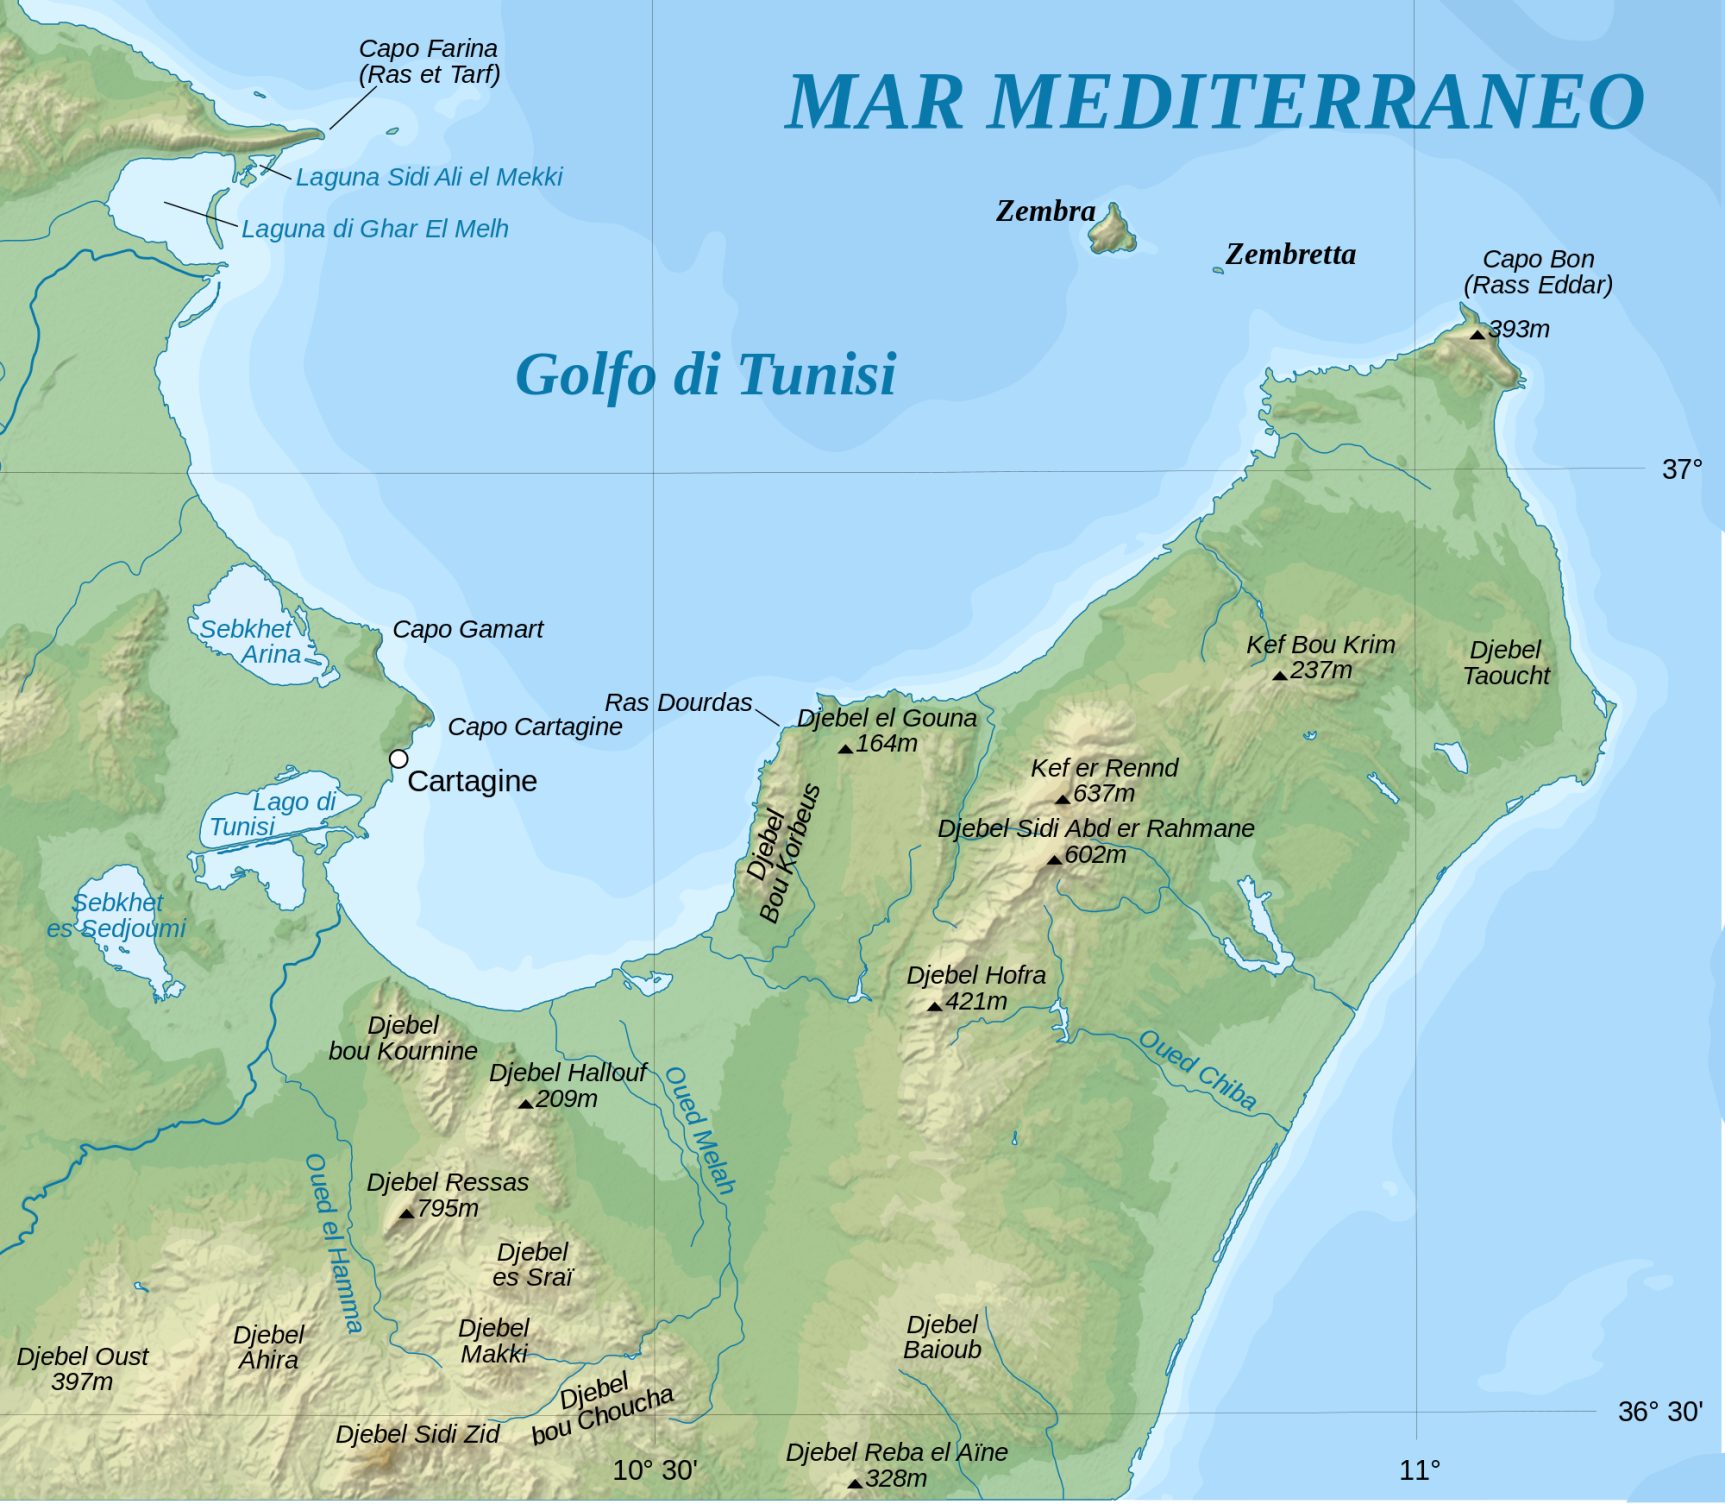 Capo Farina
(Ras et Tarf)
MAR MEDITERRANEO
Laguna Sidi Ali el Mekki
Laguna di Ghar El Melh
Zembra
Zembretta
Capo Bon
(Rass Eddar)
393m
Golfo di Tunisi
37°
Sebkhet
Arina
Capo Gamart
Kef Bou Krim
237m
Djebel
Taoucht
Ras Dourdas
Capo Cartagine
Djebel el Gouna
164m
Cartagine
Kef er Rennd
637m
Lago di
Tunisi
Djebel Sidi Abd er Rahmane
602m
Djebel
Bou Korbeus
Sebkhet
es Sedjoumi
Djebel Hofra
421m
Djebel
bou Kournine
Oued Chiba
Djebel Hallouf
209m
Oued Melah
Djebel Ressas
795m
Oued el Hamma
Djebel
es Sraï
Djebel
Makki
Djebel
Ahira
Djebel Oust
397m
Djebel
Baioub
Djebel
bou Choucha
Djebel Sidi Zid
36° 30'
Djebel Reba el Aïne
328m
10° 30'
11°